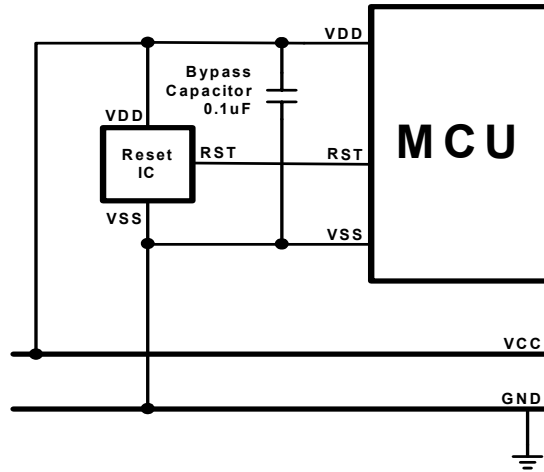 VDD
Bypass
Capacitor
0.1uF
VDD
MCU
Reset
IC
RST
RST
VSS
VSS
VCC
GND